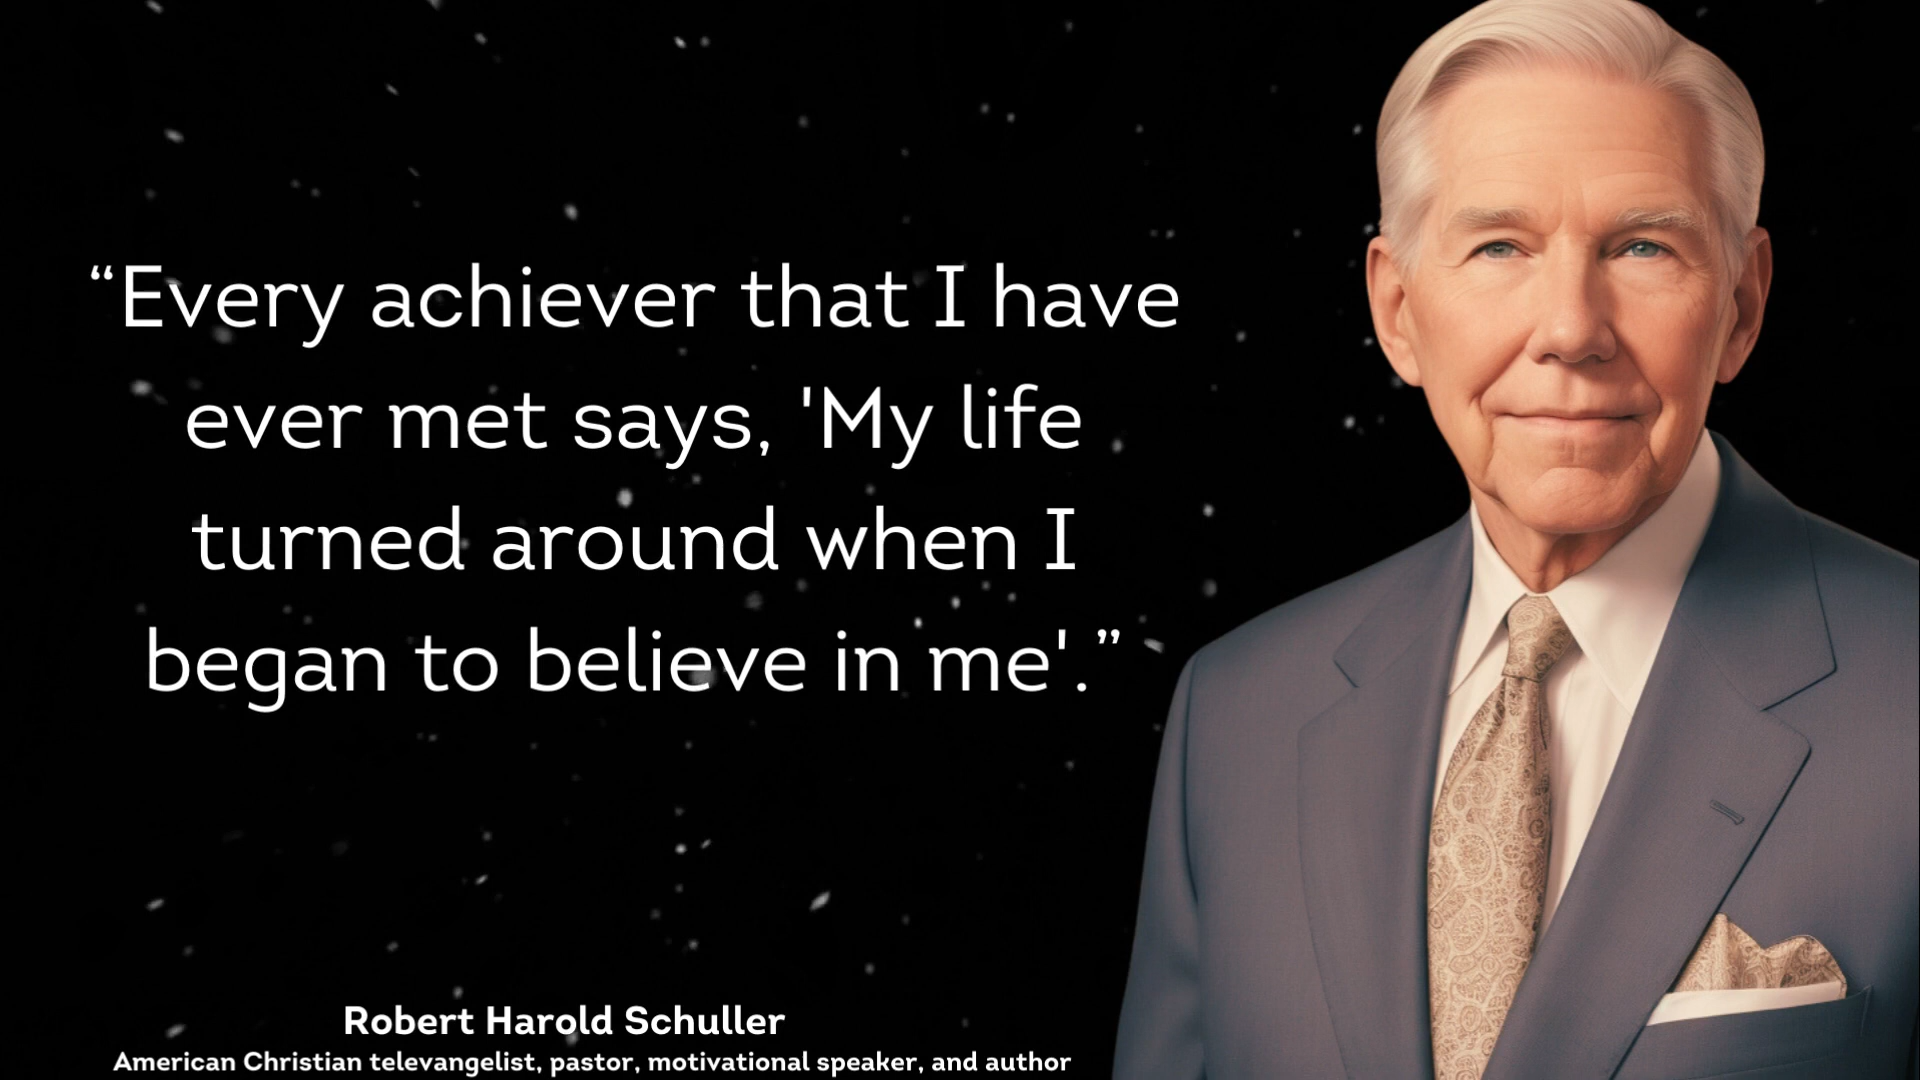 “Every achiever that I have
ever met says, 'My life
turned around when I
began to believe in me'.”
Robert Harold Schuller
American Christian televangelist, pastor, motivational speaker, and author